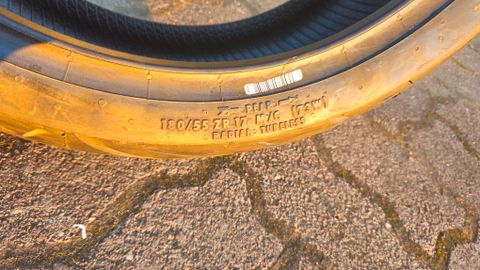 REAR
180/55 ZR 17 M/C (73W)
RADIAL TUBELESS